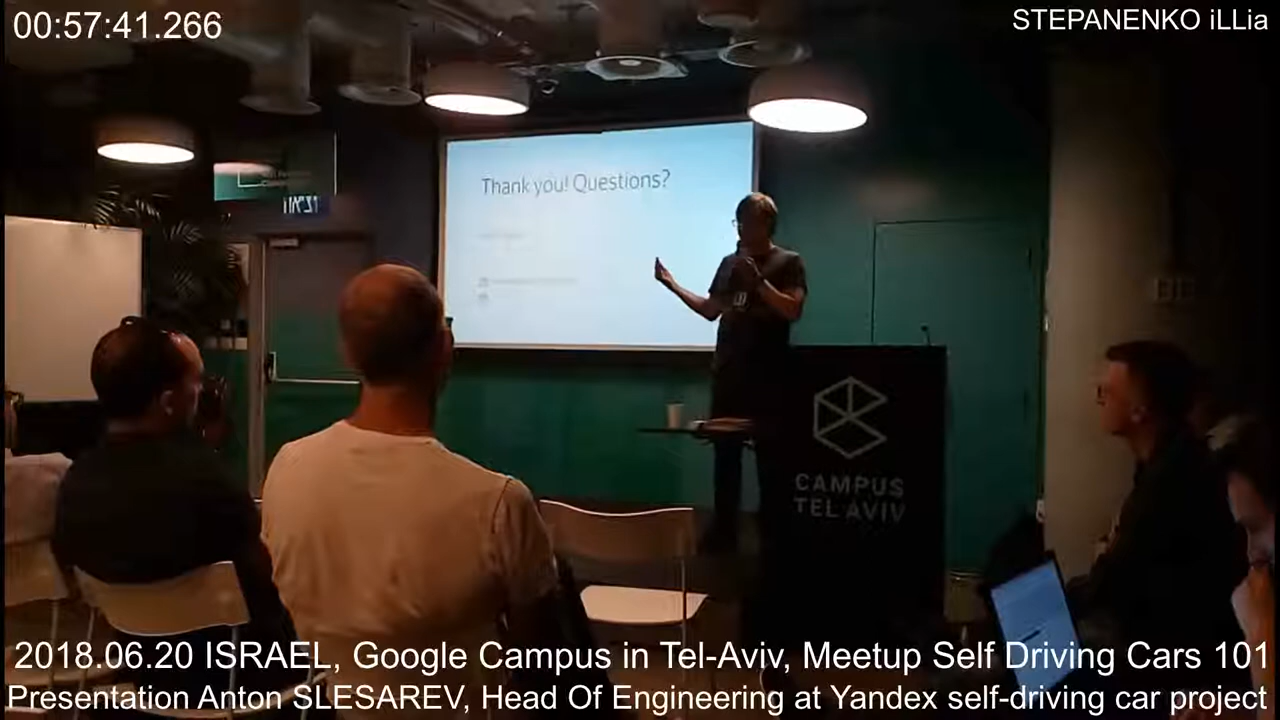 00:57:41.266
STEPANENKO iLLia
Thank you! Questions?
CAMPUS
TEL AVIV
2018.06.20 ISRAEL, Google Campus in Tel-Aviv, Meetup Self Driving Cars 101
Presentation Anton SLESAREV, Head Of Engineering at Yandex self-driving car project